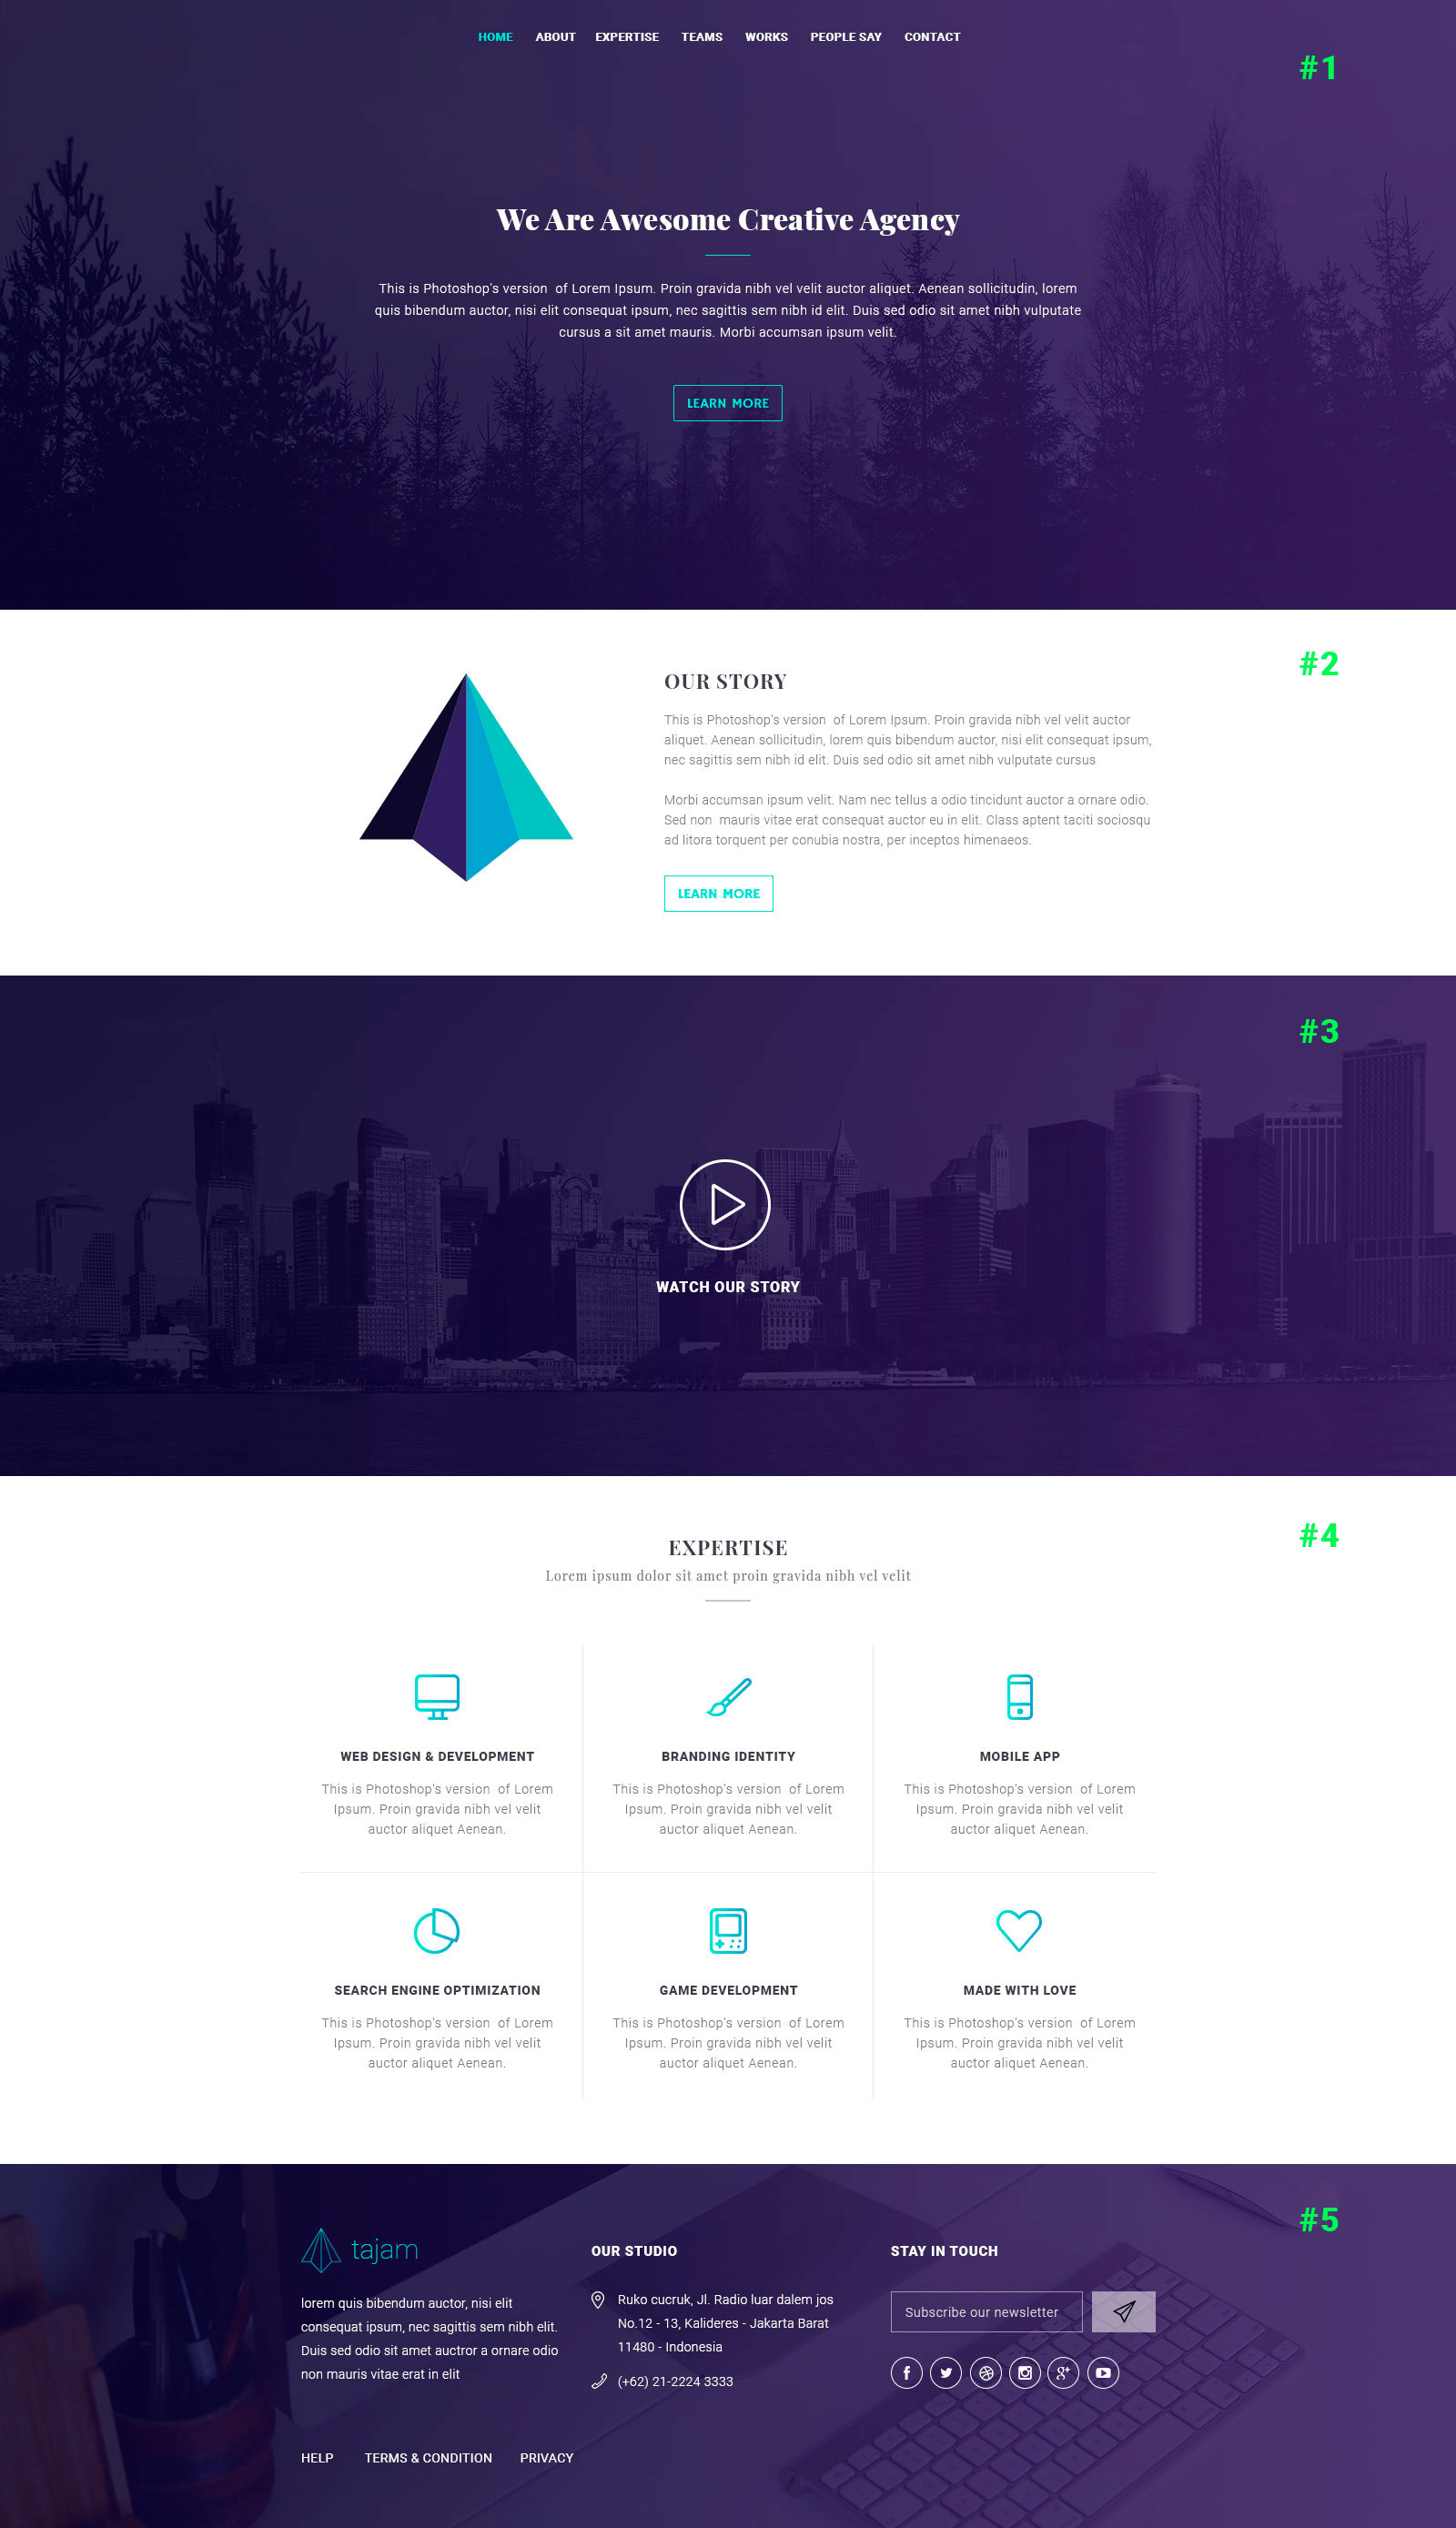 HOME ABOUT EXPERTISE TEAMS WORKS PEOPLE SAY CONTACT
#1
We Are Awesome Creative Agency
This is Photoshop's version of Lorem Ipsum. Proin gravida nibh vel velit auctor aliquet. Aenean sollicitudin, lorem
quis bibendum auctor, nisi elit consequat ipsum, nec sagittis sem nibh id elit. Duis sed odio sit amet nibh vulputate
cursus a sit amet mauris. Morbi accumsan ipsum velit.
LEARN MORE
#2
OUR STORY
This is Photoshop's version of Lorem Ipsum. Proin gravida nibh vel velit auctor
aliquet. Aenean sollicitudin, lorem quis bibendum auctor, nisi elit consequat ipsum,
nec sagittis sem nibh id elit. Duis sed odio sit amet nibh vulputate cursus
Morbi accumsan ipsum velit. Nam nec tellus a odio tincidunt auctor a ornare odio.
Sed non mauris vitae erat consequat auctor eu in elit. Class aptent taciti sociosqu
ad litora torquent per conubia nostra, per inceptos himenaeos.
LEARN MORE
#3
WATCH OUR STORY
#4
EXPERTISE
Lorem ipsum dolor sit amet proin gravida nibh vel velit
WEB DESIGN & DEVELOPMENT
This is Photoshop's version of Lorem
Ipsum. Proin gravida nibh vel velit
auctor aliquet Aenean.
BRANDING IDENTITY
This is Photoshop's version of Lorem
Ipsum. Proin gravida nibh vel velit
auctor aliquet Aenean.
MOBILE APP
This is Photoshop's version of Lorem
Ipsum. Proin gravida nibh vel velit
auctor aliquet Aenean.
SEARCH ENGINE OPTIMIZATION
This is Photoshop's version of Lorem
Ipsum. Proin gravida nibh vel velit
auctor aliquet Aenean.
GAME DEVELOPMENT
This is Photoshop's version of Lorem
Ipsum. Proin gravida nibh vel velit
auctor aliquet Aenean.
MADE WITH LOVE
This is Photoshop's version of Lorem
Ipsum. Proin gravida nibh vel velit
auctor aliquet Aenean.
#5
tajam
lorem quis bibendum auctor, nisi elit
consequat ipsum, nec sagittis sem nibh elit.
Duis sed odio sit amet auctror a ornare odio
non mauris vitae erat in elit
OUR STUDIO
Ruko cucruk, Jl. Radio luar dalem jos
No.12 - 13, Kalideres - Jakarta Barat
11480 - Indonesia
(+62) 21-2224 3333
STAY IN TOUCH
Subscribe our newsletter
HELP TERMS & CONDITION PRIVACY